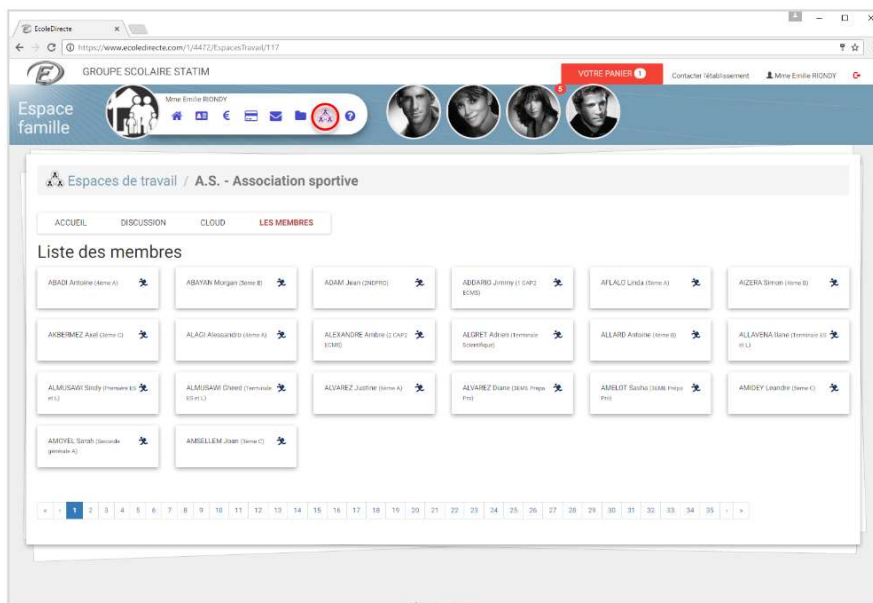 EcoleDirecte
https://www.ecoledirecte.com/1/4472/EspacesTravail/117
GROUPE SCOLAIRE STATIM
VOTRE PANIER 1
Contacter l'établissement
Mme Emilie RIONDY
Espace
famille
Mme Emilie RIONDY
5
Espaces de travail / A.S. - Association sportive
ACCUEIL DISCUSSION CLOUD LES MEMBRES
Liste des membres
ABADI Antoine (4ème A)
ABAYAN Morgan (5ème B)
ADAM Jean (2NDPRO)
ADDARIO Jimmy (1 CAP2
ECMS)
AFLALO Linda (5ème A)
AIZERA Simon (4ème B)
AKBERMEZ Axel (3ème C)
ALACI Alessandro (4ème A)
ALEXANDRE Ambre (2 CAP2
ECMS)
ALGRET Adrien (Terminale
Scientifique)
ALLARD Antoine (4ème B)
ALLAVENA Ilane (Terminale ES
et L)
ALMUSAWI Sindy (Première ES
et L)
ALMUSAWI Gheed (Terminale
ES et L)
ALVAREZ Justine (6ème A)
ALVAREZ Diane (3EME Prépa
Pro)
AMELOT Sasha (3EME Prépa
Pro)
AMIDEY Leandre (5ème C)
AMOYEL Sarah (Seconde
générale A)
AMSELLEM Joan (3ème C)
« ‹ 1 2 3 4 5 6 7 8 9 10 11 12 13 14 15 16 17 18 19 20 21 22 23 24 25 26 27 28 29 30 31 32 33 34 35 › »